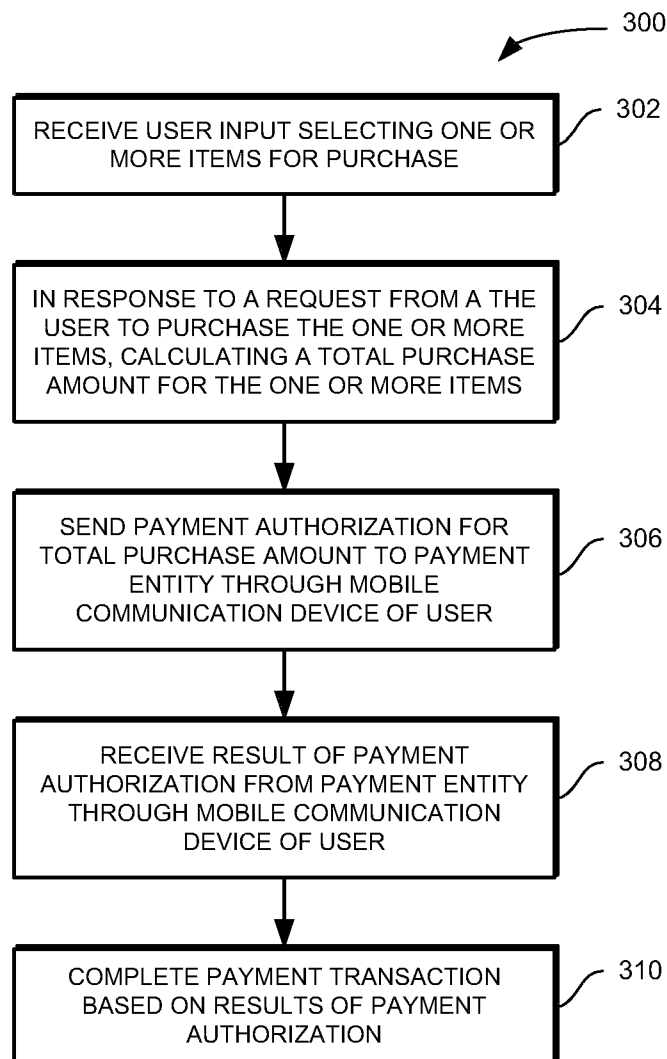 300
RECEIVE USER INPUT SELECTING ONE OR
MORE ITEMS FOR PURCHASE
302
IN RESPONSE TO A REQUEST FROM A THE
USER TO PURCHASE THE ONE OR MORE
ITEMS, CALCULATING A TOTAL PURCHASE
AMOUNT FOR THE ONE OR MORE ITEMS
304
SEND PAYMENT AUTHORIZATION FOR
TOTAL PURCHASE AMOUNT TO PAYMENT
ENTITY THROUGH MOBILE
COMMUNICATION DEVICE OF USER
306
RECEIVE RESULT OF PAYMENT
AUTHORIZATION FROM PAYMENT ENTITY
THROUGH MOBILE COMMUNICATION
DEVICE OF USER
308
COMPLETE PAYMENT TRANSACTION
BASED ON RESULTS OF PAYMENT
AUTHORIZATION
310